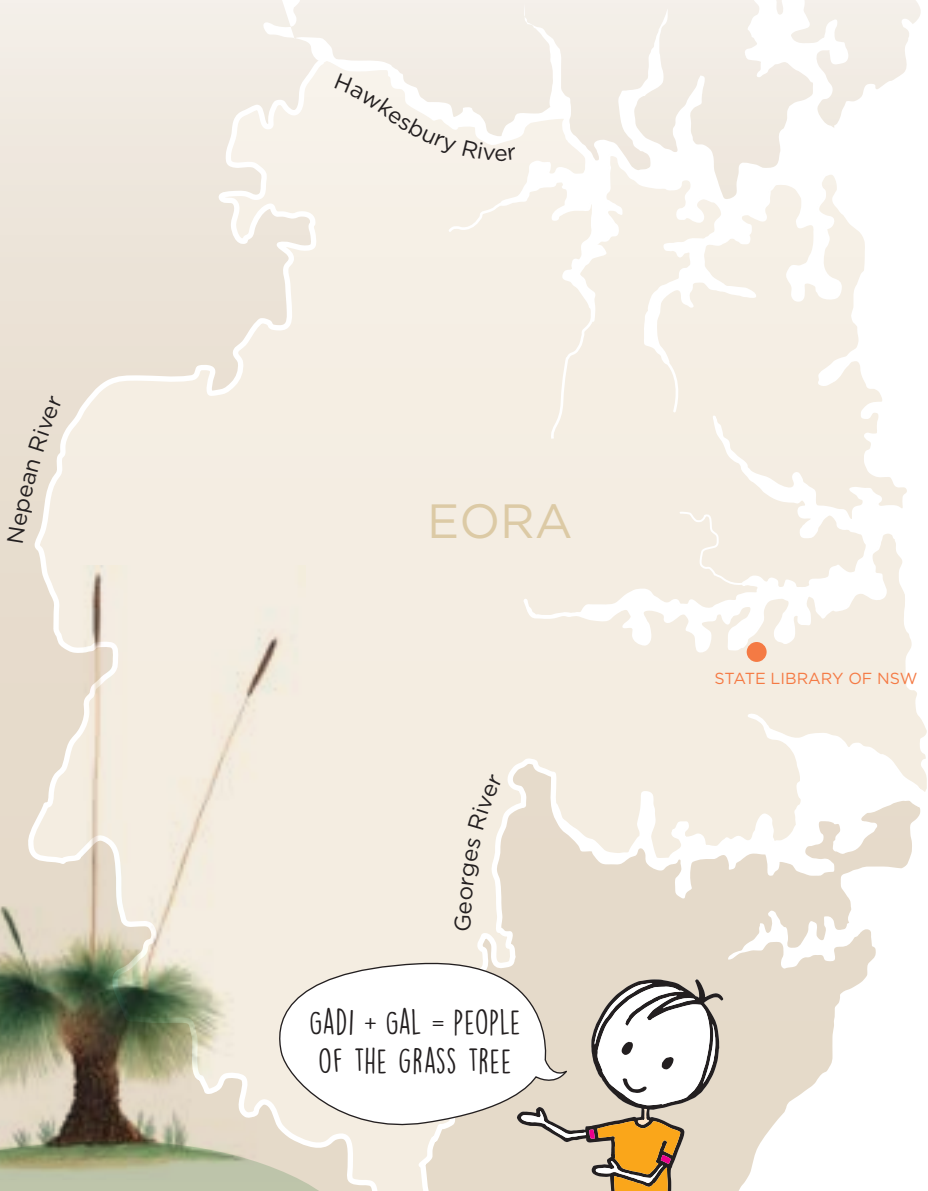 Hawkesbury River
Nepean River
EORA
STATE LIBRARY OF NSW
Georges River
GADI + GAL = PEOPLE
OF THE GRASS TREE